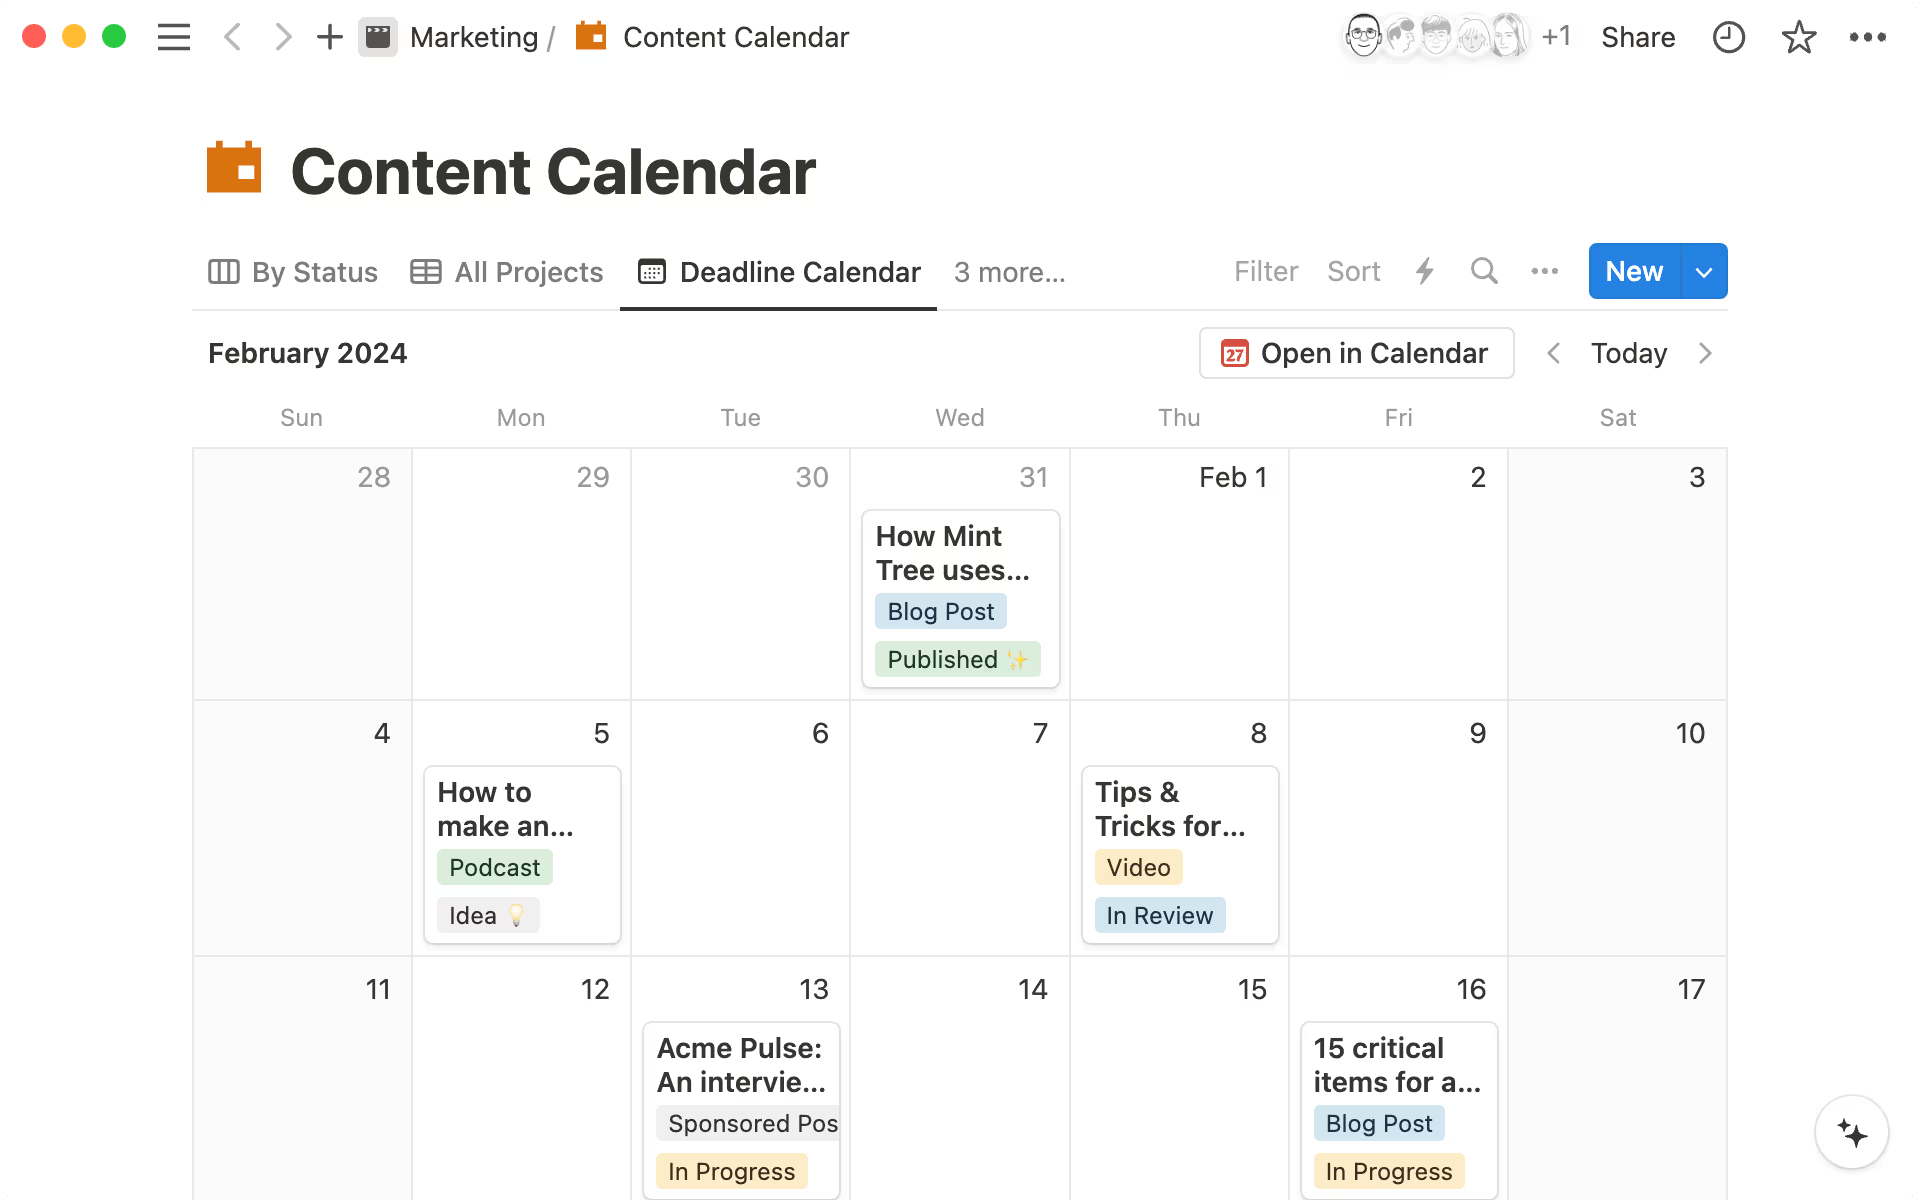 Marketing / Content Calendar
+1 Share
Content Calendar
By Status All Projects Deadline Calendar 3 more...
Filter Sort New
February 2024
27 Open in Calendar Today
Sun Mon Tue Wed Thu Fri Sat
28 29 30 31 Feb 1 2 3
How Mint
Tree uses...
Blog Post
Published ✨
4 5 6 7 8 9 10
How to
make an...
Podcast
Idea 💡
Tips &
Tricks for...
Video
In Review
11 12 13 14 15 16 17
Acme Pulse:
An intervie...
Sponsored Pos
In Progress
15 critical
items for a...
Blog Post
In Progress